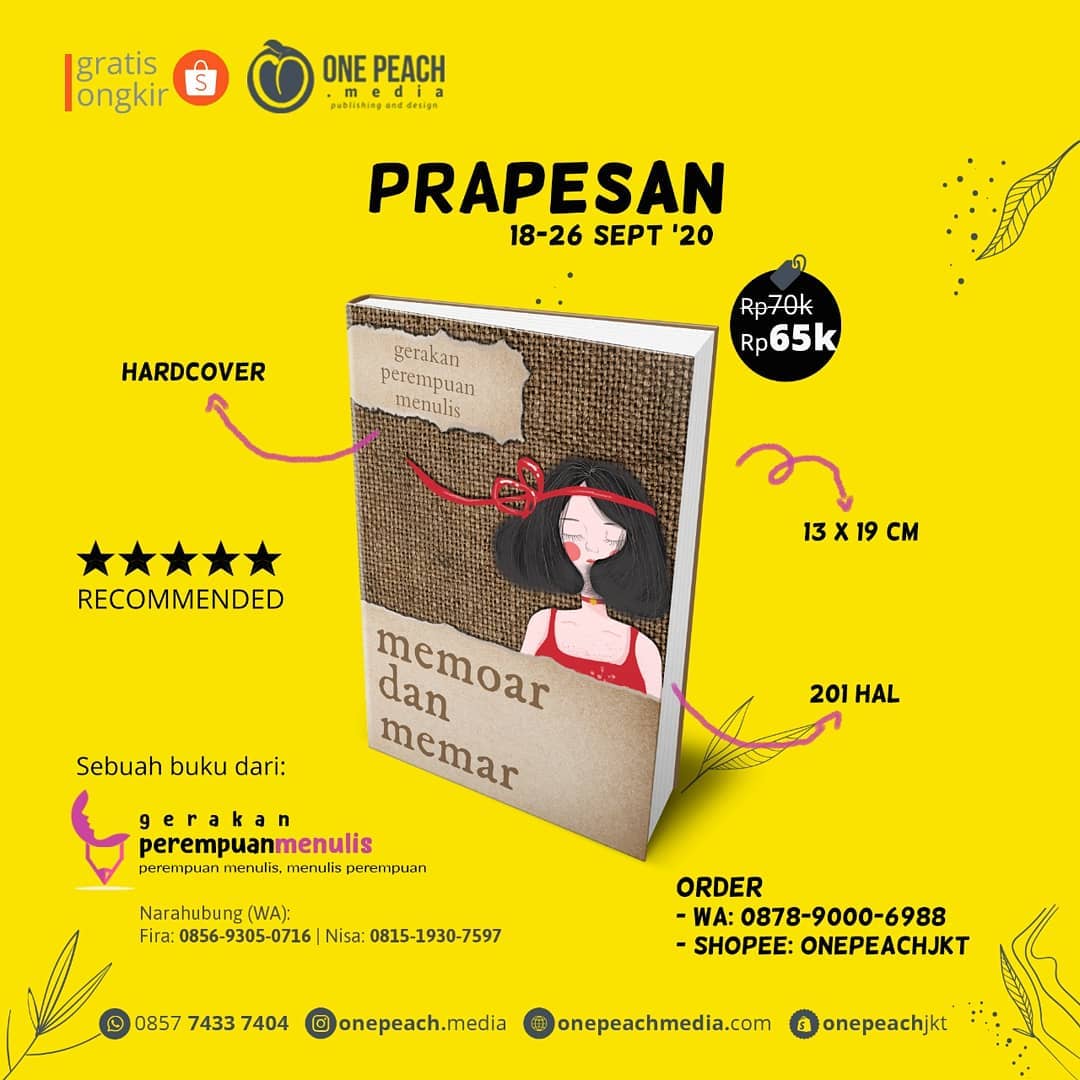 gratis
ongkir
S
ONE PEACH
.media
publishing and design
PRAPESAN
18-26 SEPT '20
Rp70k
Rp65k
HARDCOVER
gerakan
perempuan
menulis
13 X 19 CM
★★★★★
RECOMMENDED
memoar
dan
memar
201 HAL
Sebuah buku dari:
gerakan
perempuanmenulis
perempuan menulis, menulis perempuan
Narahubung (WA):
Fira: 0856-9305-0716 | Nisa: 0815-1930-7597
ORDER
- WA: 0878-9000-6988
- SHOPEE: ONEPEACHJKT
0857 7433 7404 onepeach.media onepeachmedia.com onepeachjkt